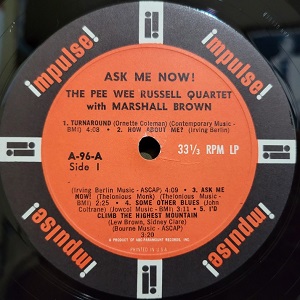 impulse!
ASK ME NOW!
THE PEE WEE RUSSELL QUARTET
with MARSHALL BROWN
1. TURNAROUND (Ornette Coleman) (Contemporary Music -
BMI) 4:08 · 2. HOW ABOUT ME? (Irving Berlin)
A-96-A
Side 1
33 1/3 RPM LP
(Irving Berlin Music - ASCAP) 4:09 · 3. ASK ME
NOW! (Thelonious Monk) (Thelonious Music -
BMI) 2:25 · 4. SOME OTHER BLUES (John
Coltrane) (Jowcol Music - BMI) 3:11 · 5. I'D
CLIMB THE HIGHEST MOUNTAIN
(Lew Brown, Sidney Clare)
(Bourne Music - ASCAP)
3:20
A PRODUCT OF ABC-PARAMOUNT RECORDS, INC.
PRINTED IN U.S.A.
impulse!
impulse!
impulse!
i!
i!
i!
i!